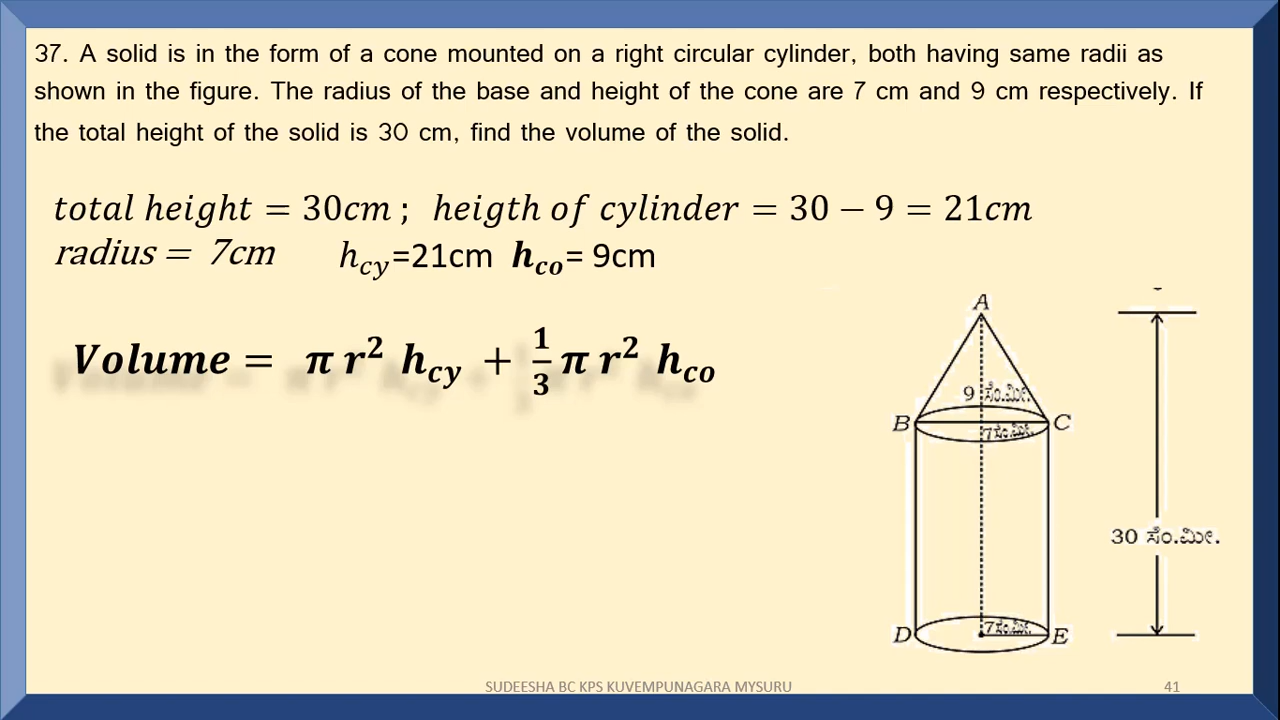 37. A solid is in the form of a cone mounted on a right circular cylinder, both having same radii as
shown in the figure. The radius of the base and height of the cone are 7 cm and 9 cm respectively. If
the total height of the solid is 30 cm, find the volume of the solid.
total height = 30cm ; heigth of cylinder = 30 − 9 = 21cm
radius = 7cm h_cy=21cm h_co= 9cm
Volume = π r² h_cy + 1/3 π r² h_co
A
9 ಸೆಂ.ಮೀ.
B C
7ಸೆಂ.ಮೀ.
30 ಸೆಂ.ಮೀ.
D 7ಸೆಂ.ಮೀ. E
SUDEESHA BC KPS KUVEMPUNAGARA MYSURU 41